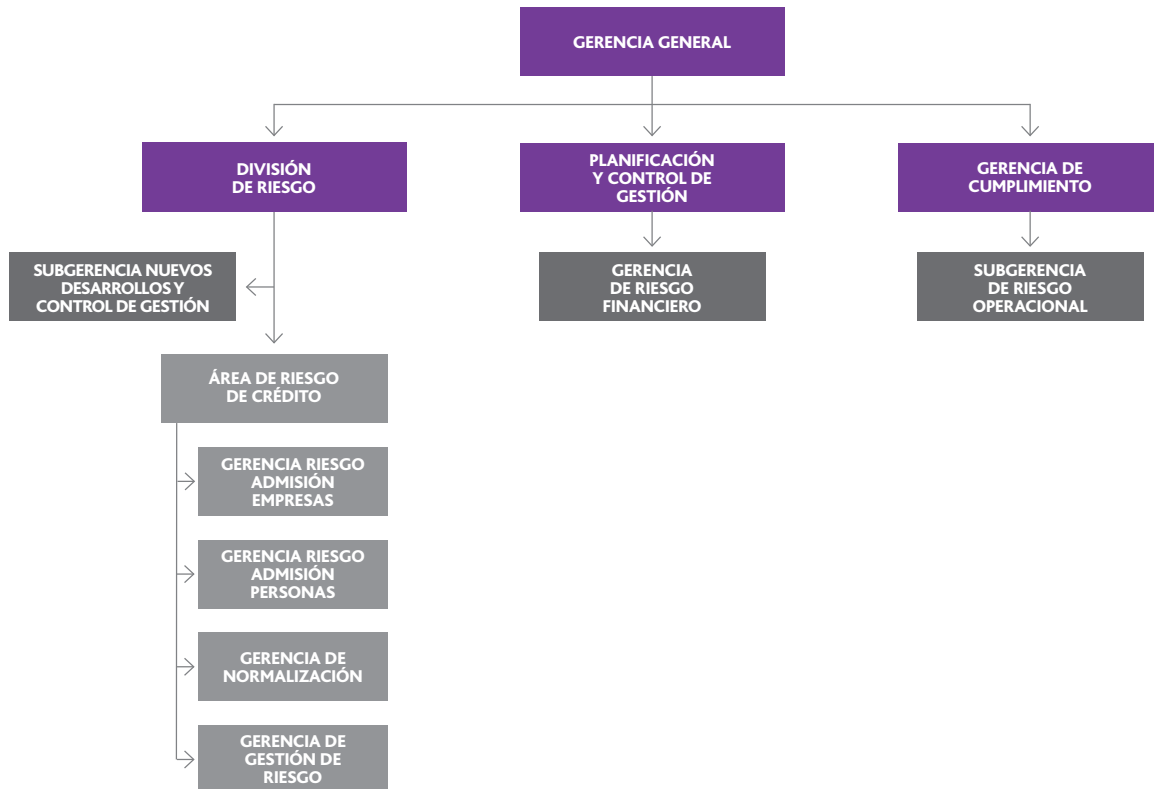 GERENCIA GENERAL
DIVISIÓN
DE RIESGO
PLANIFICACIÓN
Y CONTROL DE
GESTIÓN
GERENCIA DE
CUMPLIMIENTO
SUBGERENCIA NUEVOS
DESARROLLOS Y
CONTROL DE GESTIÓN
GERENCIA
DE RIESGO
FINANCIERO
SUBGERENCIA
DE RIESGO
OPERACIONAL
ÁREA DE RIESGO
DE CRÉDITO
GERENCIA RIESGO
ADMISIÓN
EMPRESAS
GERENCIA RIESGO
ADMISIÓN
PERSONAS
GERENCIA DE
NORMALIZACIÓN
GERENCIA DE
GESTIÓN DE
RIESGO